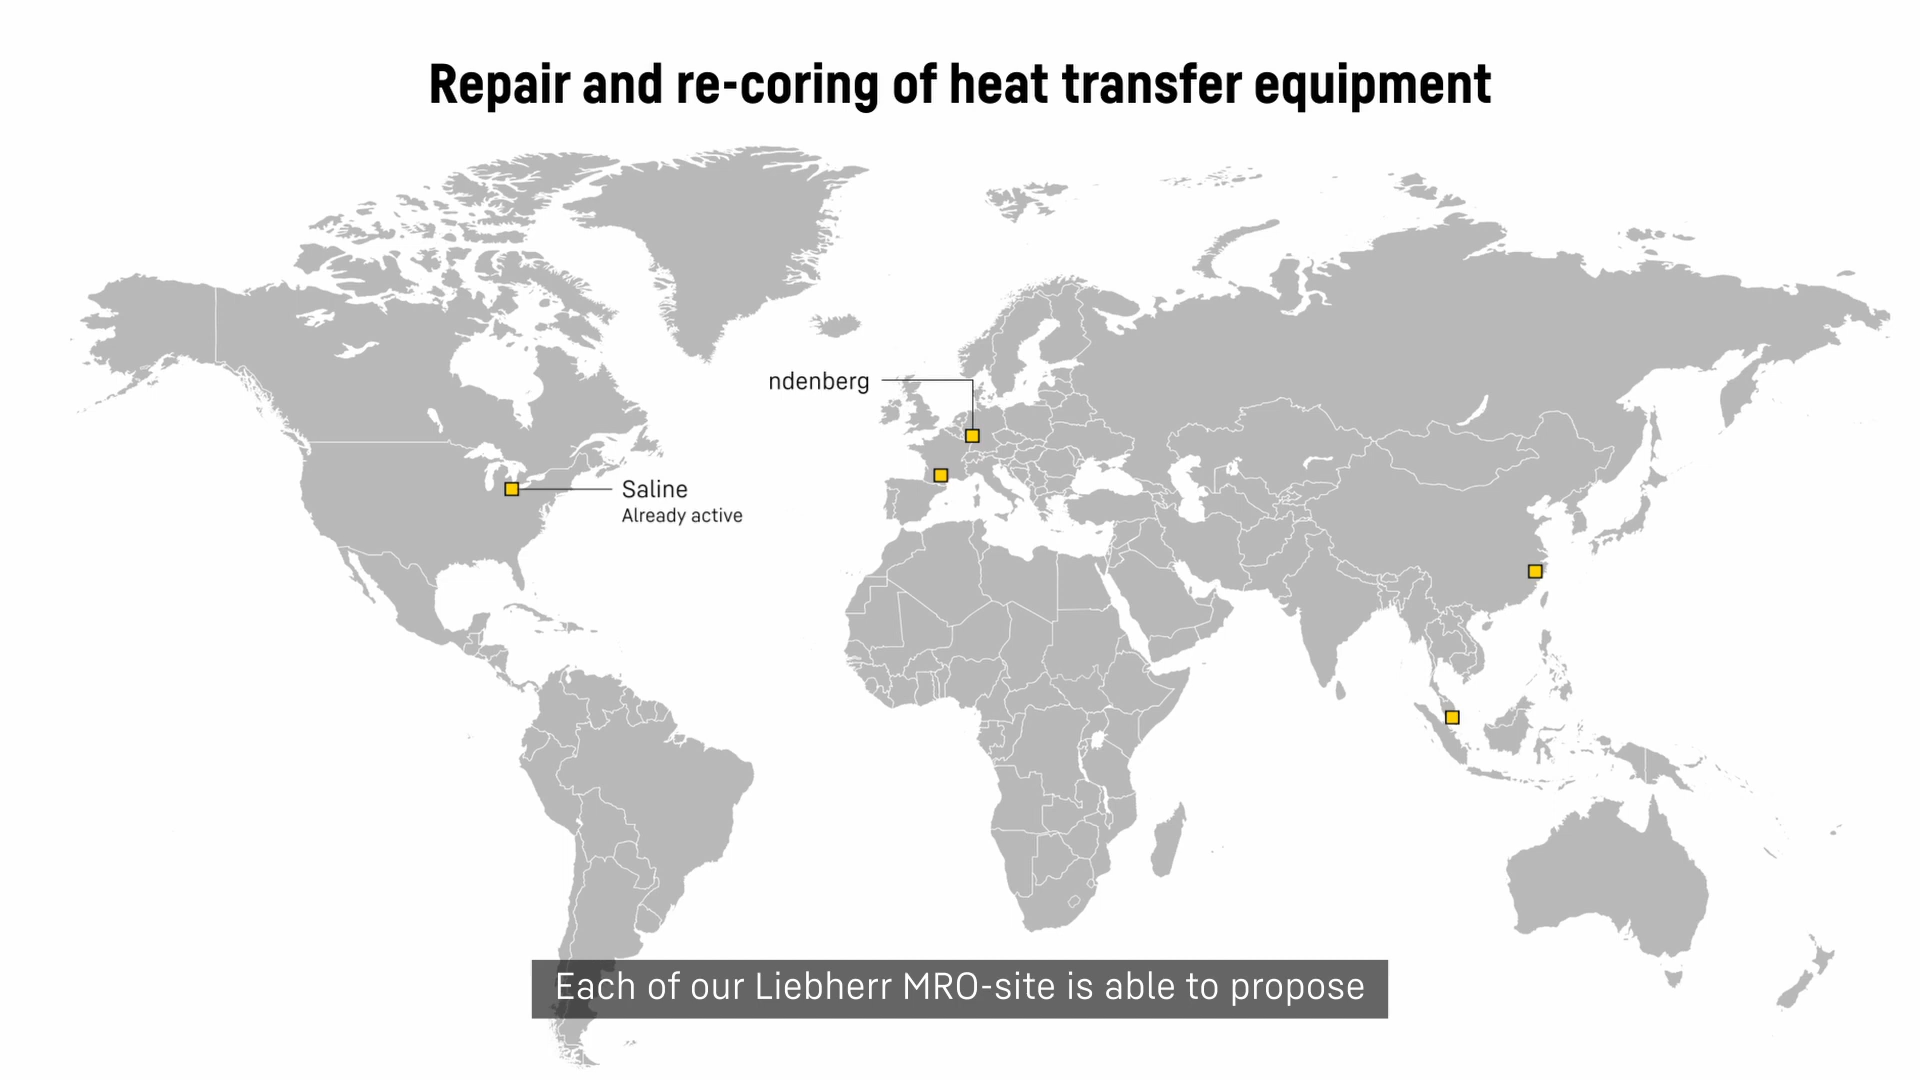 Repair and re-coring of heat transfer equipment
ndenberg
Saline
Already active
Each of our Liebherr MRO-site is able to propose